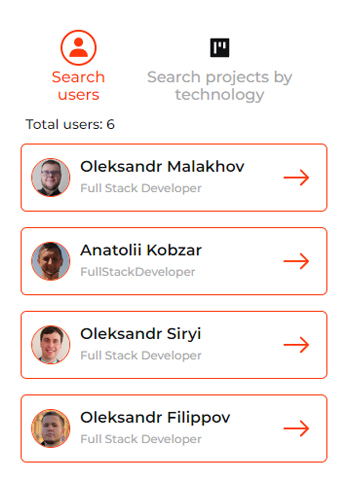 Search
users
Search projects by
technology
Total users: 6
Oleksandr Malakhov
Full Stack Developer
Anatolii Kobzar
FullStackDeveloper
Oleksandr Siryi
Full Stack Developer
Oleksandr Filippov
Full Stack Developer